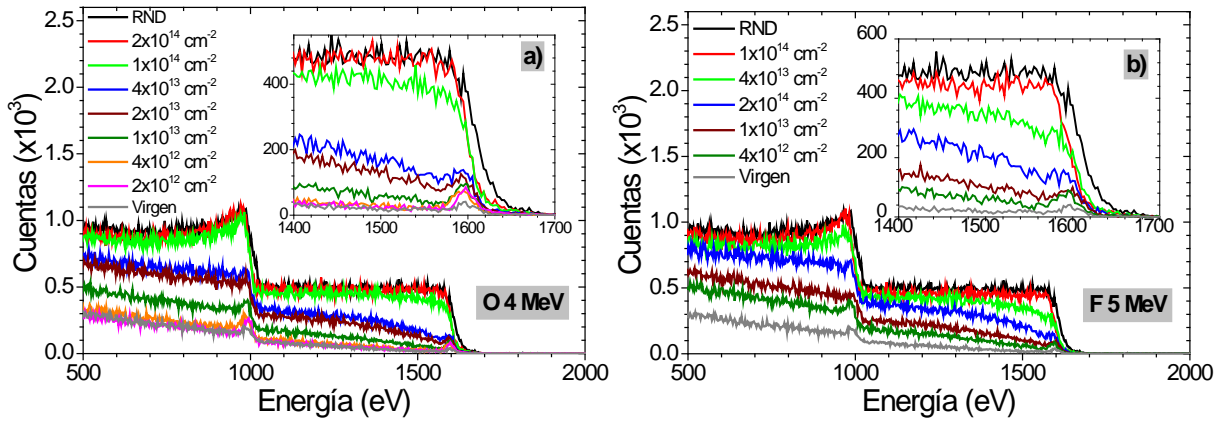 2.5
2.0
1.5
1.0
0.5
0.0
Cuentas (x10³)
500
1000
1500
2000
Energía (eV)
RND
2x10¹⁴ cm⁻²
1x10¹⁴ cm⁻²
4x10¹³ cm⁻²
2x10¹³ cm⁻²
1x10¹³ cm⁻²
4x10¹² cm⁻²
2x10¹² cm⁻²
Virgen
a)
400
200
0
1400
1500
1600
1700
O 4 MeV
2.5
2.0
1.5
1.0
0.5
0.0
Cuentas (x10³)
500
1000
1500
2000
Energía (eV)
RND
1x10¹⁴ cm⁻²
4x10¹³ cm⁻²
2x10¹⁴ cm⁻²
1x10¹³ cm⁻²
4x10¹² cm⁻²
Virgen
b)
600
400
200
0
1400
1500
1600
1700
F 5 MeV